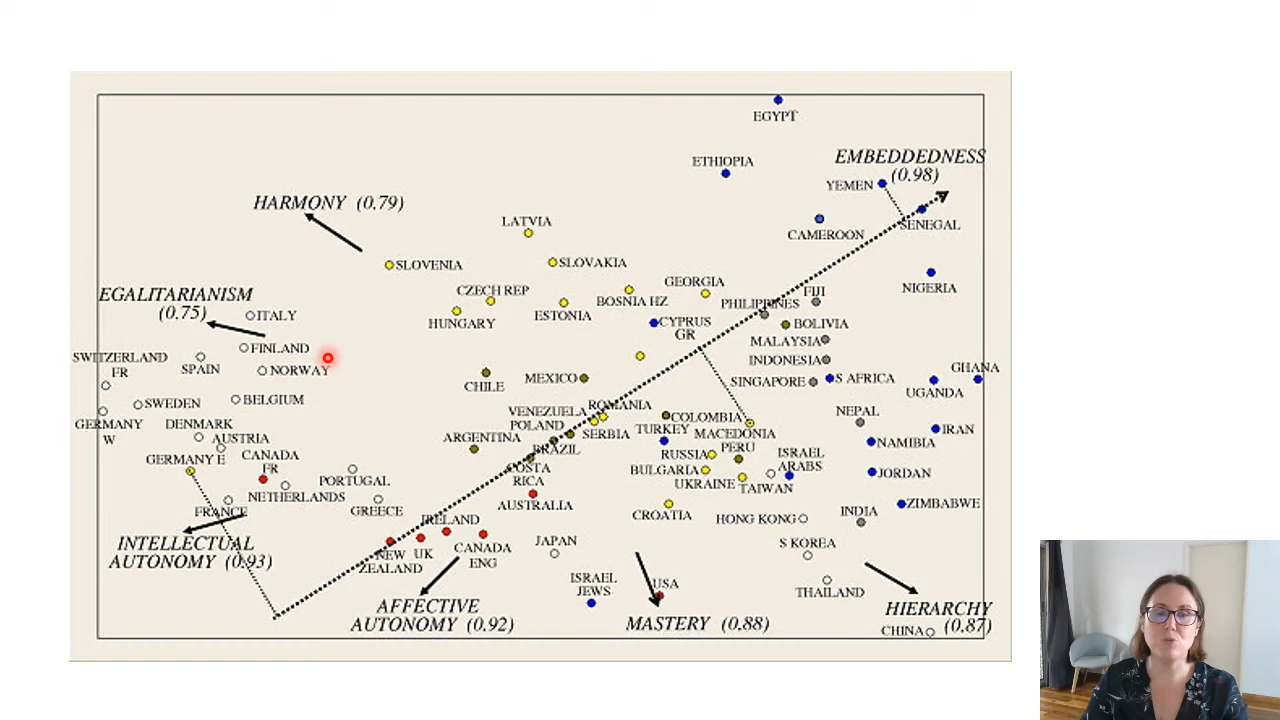 EGYPT
ETHIOPIA
EMBEDDEDNESS
(0.98)
YEMEN
HARMONY (0.79)
LATVIA
SENEGAL
CAMEROON
SLOVENIA
SLOVAKIA
GEORGIA
NIGERIA
CZECH REP
EGALITARIANISM
(0.75)
BOSNIA HZ
FIJI
PHILIPPINES
ITALY
ESTONIA
HUNGARY
CYPRUS
GR
BOLIVIA
MALAYSIA
FINLAND
SWITZERLAND
FR
SPAIN
NORWAY
INDONESIA
GHANA
CHILE
MEXICO
SINGAPORE
S AFRICA
UGANDA
SWEDEN
BELGIUM
ROMANIA
VENEZUELA
NEPAL
COLOMBIA
GERMANY
W
DENMARK
POLAND
TURKEY
MACEDONIA
SERBIA
IRAN
AUSTRIA
ARGENTINA
BRAZIL
PERU
NAMIBIA
GERMANY E
CANADA
FR
RUSSIA
ISRAEL
ARABS
COSTA
RICA
BULGARIA
JORDAN
PORTUGAL
UKRAINE
TAIWAN
NETHERLANDS
AUSTRALIA
ZIMBABWE
FRANCE
GREECE
CROATIA
HONG KONG
INDIA
IRELAND
INTELLECTUAL
AUTONOMY (0.93)
NEW
ZEALAND
UK
CANADA
ENG
JAPAN
S KOREA
ISRAEL
JEWS
USA
THAILAND
AFFECTIVE
AUTONOMY (0.92)
MASTERY (0.88)
HIERARCHY
(0.87)
CHINA